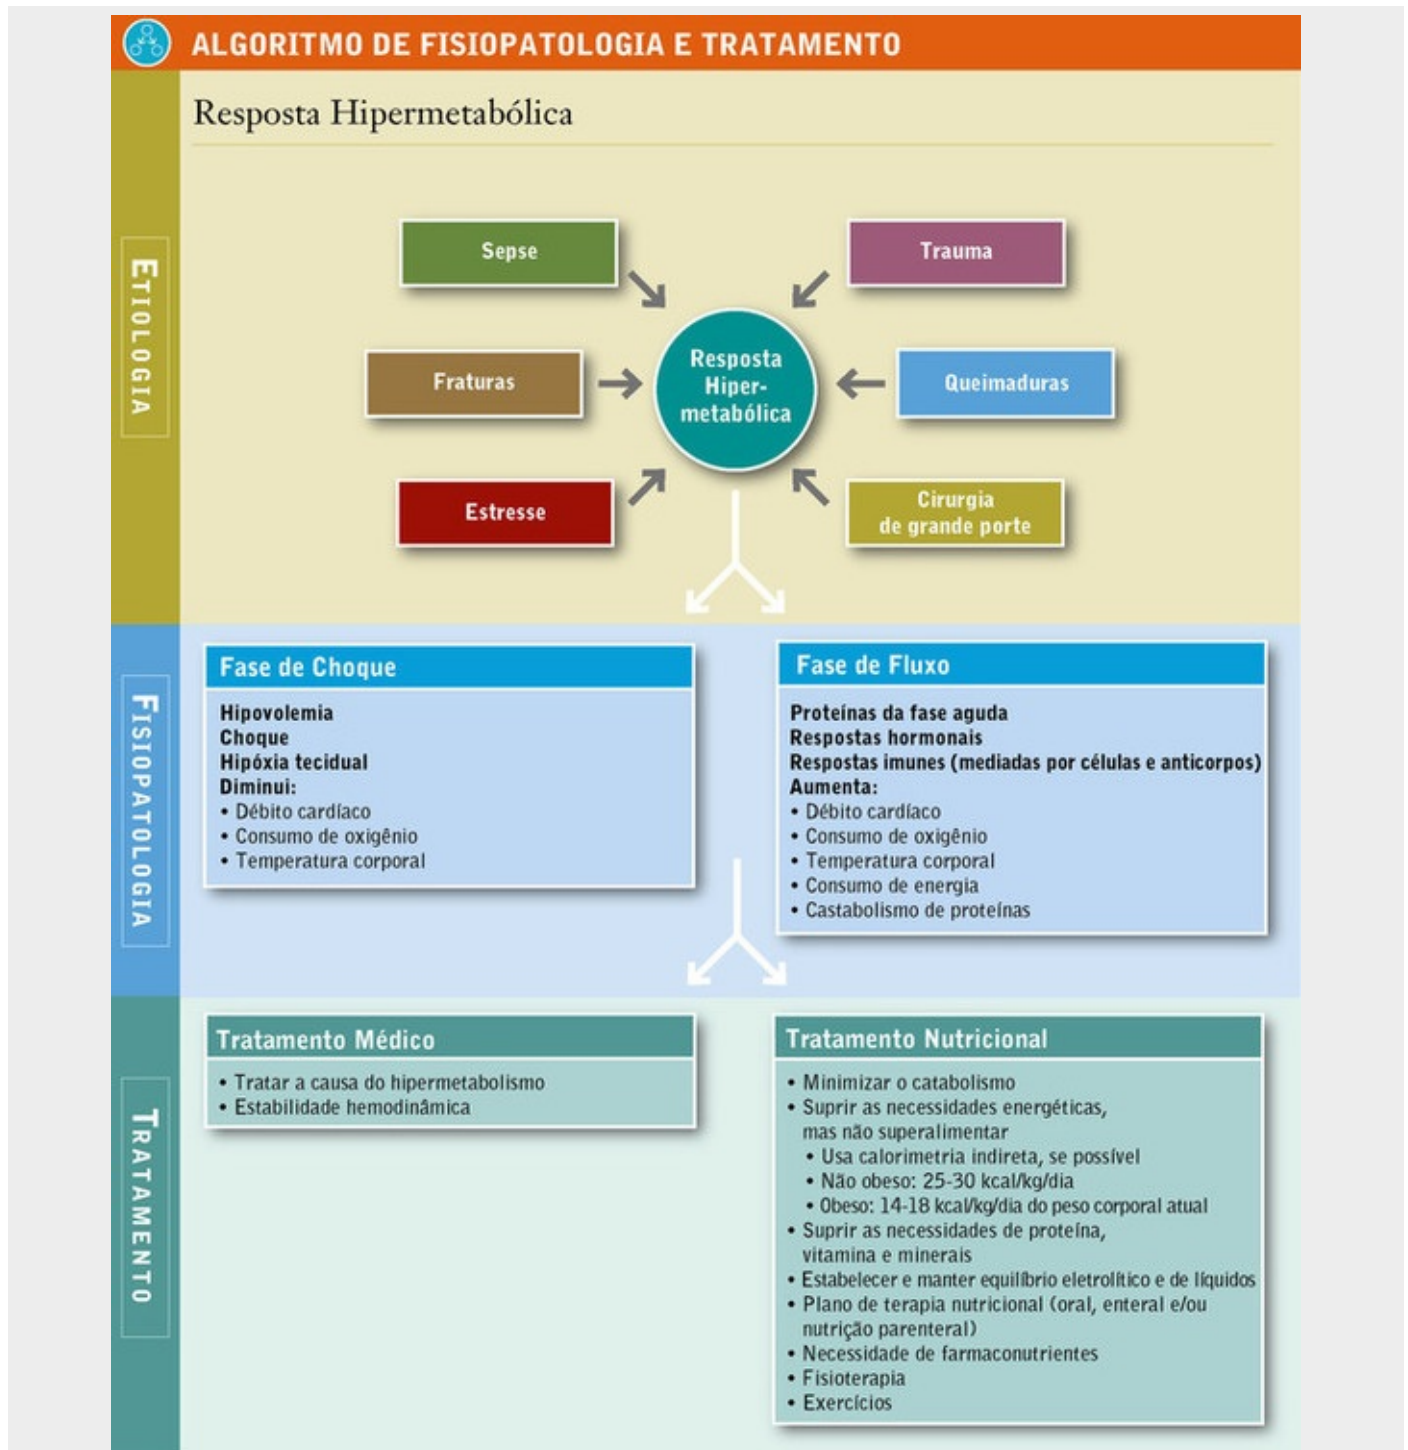 ALGORITMO DE FISIOPATOLOGIA E TRATAMENTO
Resposta Hipermetabólica
ETIOLOGIA
Sepse
Trauma
Fraturas
Resposta
Hiper-
metabólica
Queimaduras
Estresse
Cirurgia
de grande porte
FISIOPATOLOGIA
Fase de Choque
Hipovolemia
Choque
Hipóxia tecidual
Diminui:
• Débito cardíaco
• Consumo de oxigênio
• Temperatura corporal
Fase de Fluxo
Proteínas da fase aguda
Respostas hormonais
Respostas imunes (mediadas por células e anticorpos)
Aumenta:
• Débito cardíaco
• Consumo de oxigênio
• Temperatura corporal
• Consumo de energia
• Castabolismo de proteínas
TRATAMENTO
Tratamento Médico
• Tratar a causa do hipermetabolismo
• Estabilidade hemodinâmica
Tratamento Nutricional
• Minimizar o catabolismo
• Suprir as necessidades energéticas,
mas não superalimentar
• Usa calorimetria indireta, se possível
• Não obeso: 25-30 kcal/kg/dia
• Obeso: 14-18 kcal/kg/dia do peso corporal atual
• Suprir as necessidades de proteína,
vitamina e minerais
• Estabelecer e manter equilíbrio eletrolítico e de líquidos
• Plano de terapia nutricional (oral, enteral e/ou
nutrição parenteral)
• Necessidade de farmaconutrientes
• Fisioterapia
• Exercícios